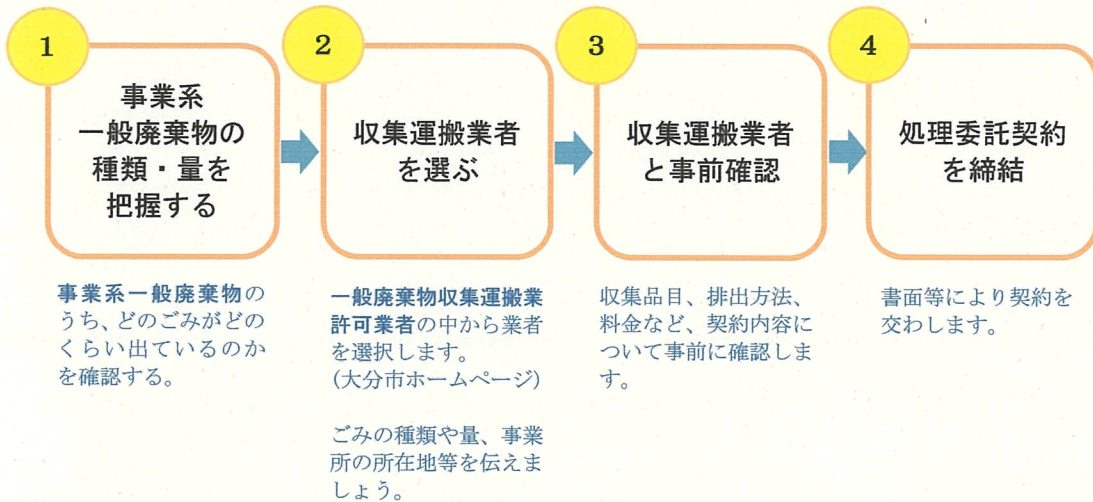 1
事業系
一般廃棄物の
種類・量を
把握する
事業系一般廃棄物の
うち、どのごみがどの
くらい出ているのか
を確認する。
2
収集運搬業者
を選ぶ
一般廃棄物収集運搬業
許可業者の中から業者
を選択します。
(大分市ホームページ)
ごみの種類や量、事業
所の所在地等を伝えま
しょう。
3
収集運搬業者
と事前確認
収集品目、排出方法、
料金など、契約内容に
ついて事前に確認しま
す。
4
処理委託契約
を締結
書面等により契約を
交わします。